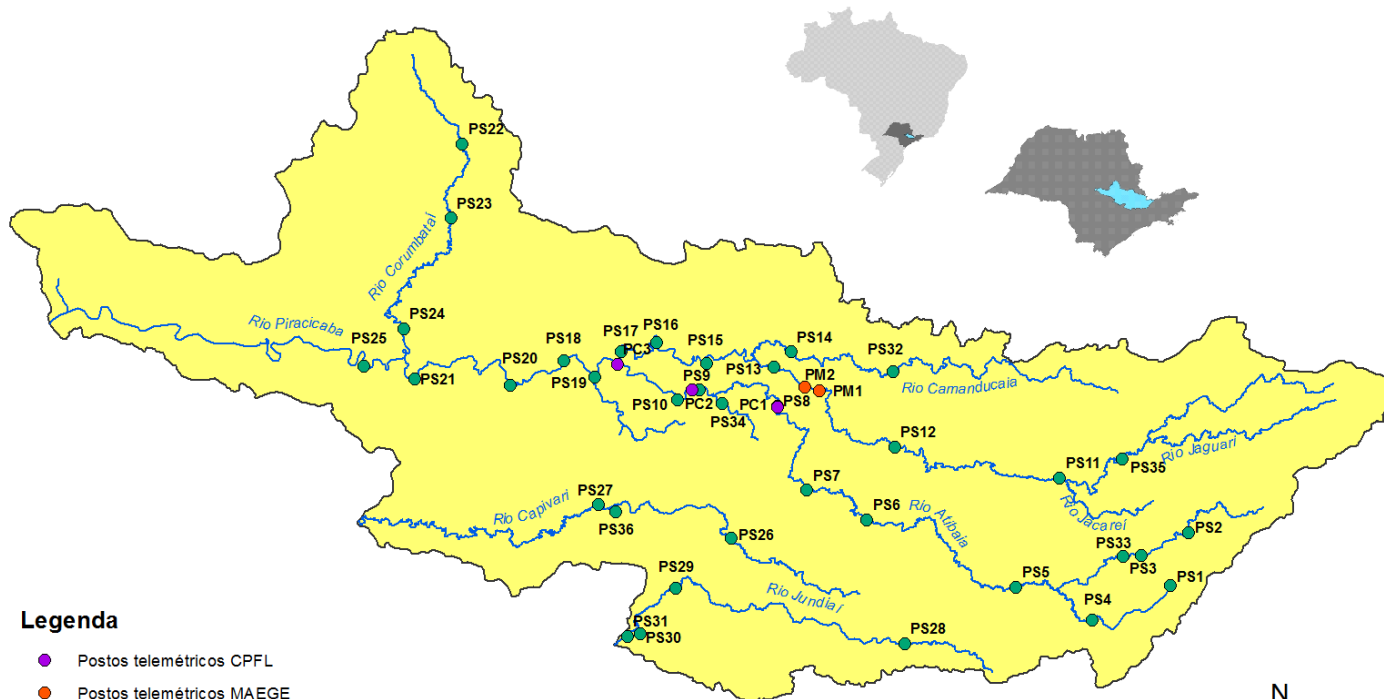 PS22
PS23
Rio Corumbataí
PS24
Rio Piracicaba
PS25
PS21
PS20
PS18
PS19
PS17
PC3
PS16
PS15
PS14
PS13
PS32
Rio Camanducaia
PM2
PM1
PS9
PS10
PC2
PS34
PC1
PS8
PS12
PS11
PS35
Rio Jaguarí
Rio Jacareí
PS7
PS6
Rio Atibaia
PS2
PS33
PS3
PS1
PS5
PS4
PS27
Rio Capivarí
PS36
PS26
PS29
Rio Jundiaí
PS28
PS31
PS30
Legenda
Postos telemétricos CPFL
Postos telemétricos MAEGE
N